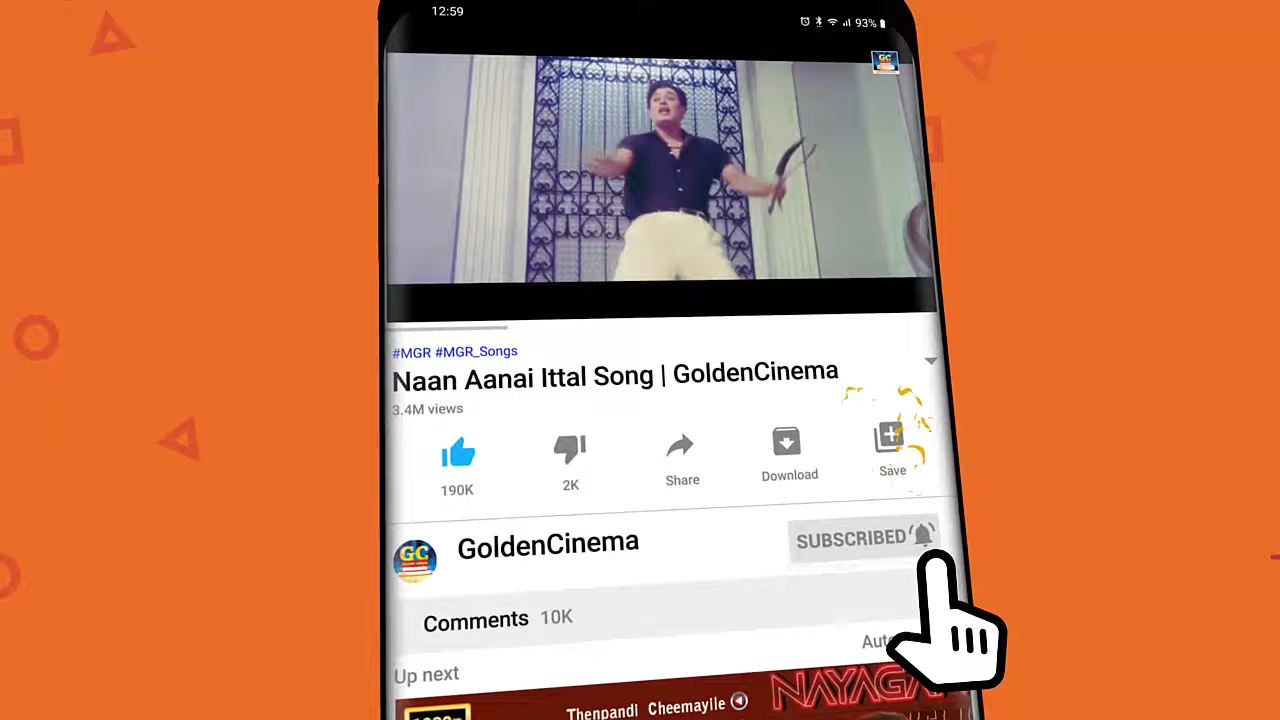 12:59
93%
GC
#MGR #MGR_Songs
Naan Aanai Ittal Song | GoldenCinema
3.4M views
190K
2K
Share
Download
Save
GC
GoldenCinema
SUBSCRIBED
Comments 10K
Up next
Thenpandi Cheemayile